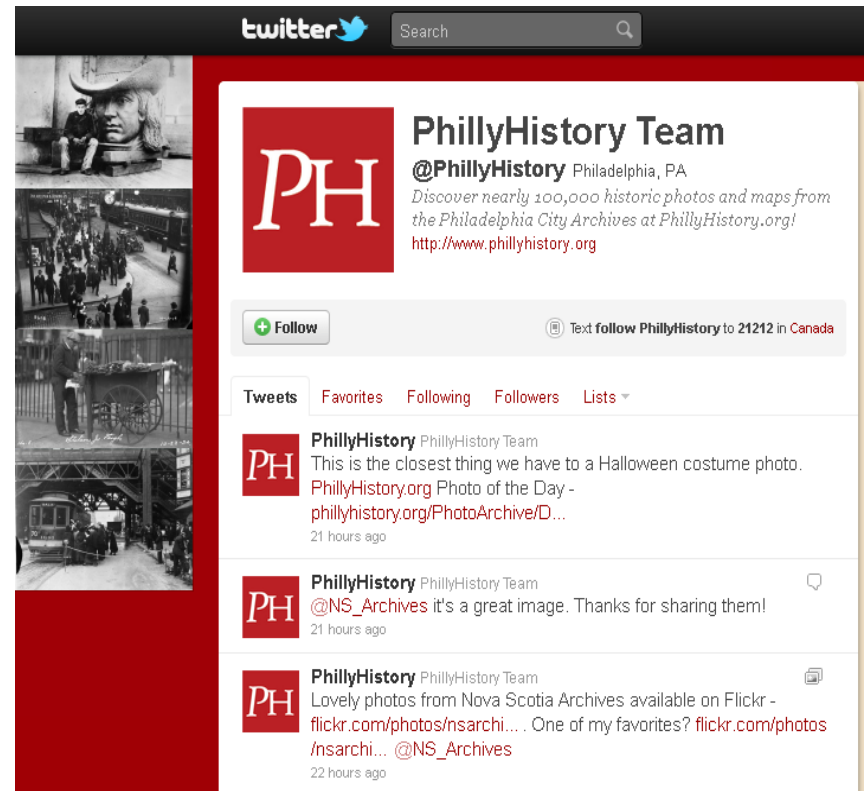 twitter
Search
PH
PhillyHistory Team
@PhillyHistory Philadelphia, PA
Discover nearly 100,000 historic photos and maps from
the Philadelphia City Archives at PhillyHistory.org!
http://www.phillyhistory.org
Follow
Text follow PhillyHistory to 21212 in Canada
Tweets Favorites Following Followers Lists
PH
PhillyHistory PhillyHistory Team
This is the closest thing we have to a Halloween costume photo.
PhillyHistory.org Photo of the Day -
phillyhistory.org/PhotoArchive/D...
21 hours ago
PH
PhillyHistory PhillyHistory Team
@NS_Archives it's a great image. Thanks for sharing them!
21 hours ago
PH
PhillyHistory PhillyHistory Team
Lovely photos from Nova Scotia Archives available on Flickr -
flickr.com/photos/nsarchi... . One of my favorites? flickr.com/photos
/nsarchi... @NS_Archives
22 hours ago